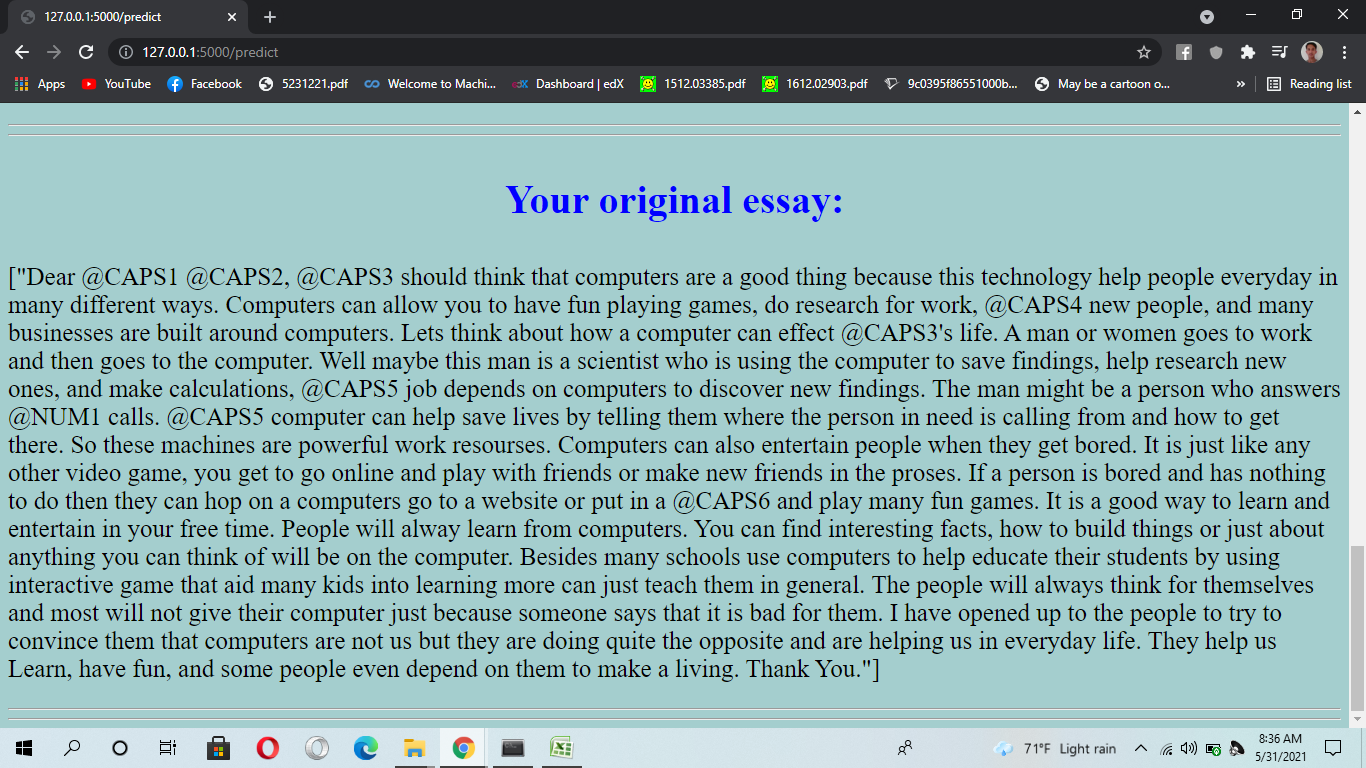 127.0.0.1:5000/predict
127.0.0.1:5000/predict
Apps YouTube Facebook 5231221.pdf Welcome to Machi... Dashboard | edX 1512.03385.pdf 1612.02903.pdf 9c0395f86551000b... May be a cartoon o... » Reading list
Your original essay:
["Dear @CAPS1 @CAPS2, @CAPS3 should think that computers are a good thing because this technology help people everyday in
many different ways. Computers can allow you to have fun playing games, do research for work, @CAPS4 new people, and many
businesses are built around computers. Lets think about how a computer can effect @CAPS3's life. A man or women goes to work
and then goes to the computer. Well maybe this man is a scientist who is using the computer to save findings, help research new
ones, and make calculations, @CAPS5 job depends on computers to discover new findings. The man might be a person who answers
@NUM1 calls. @CAPS5 computer can help save lives by telling them where the person in need is calling from and how to get
there. So these machines are powerful work resourses. Computers can also entertain people when they get bored. It is just like any
other video game, you get to go online and play with friends or make new friends in the proses. If a person is bored and has nothing
to do then they can hop on a computers go to a website or put in a @CAPS6 and play many fun games. It is a good way to learn and
entertain in your free time. People will alway learn from computers. You can find interesting facts, how to build things or just about
anything you can think of will be on the computer. Besides many schools use computers to help educate their students by using
interactive game that aid many kids into learning more can just teach them in general. The people will always think for themselves
and most will not give their computer just because someone says that it is bad for them. I have opened up to the people to try to
convince them that computers are not us but they are doing quite the opposite and are helping us in everyday life. They help us
Learn, have fun, and some people even depend on them to make a living. Thank You."]
71°F Light rain
8:36 AM
5/31/2021